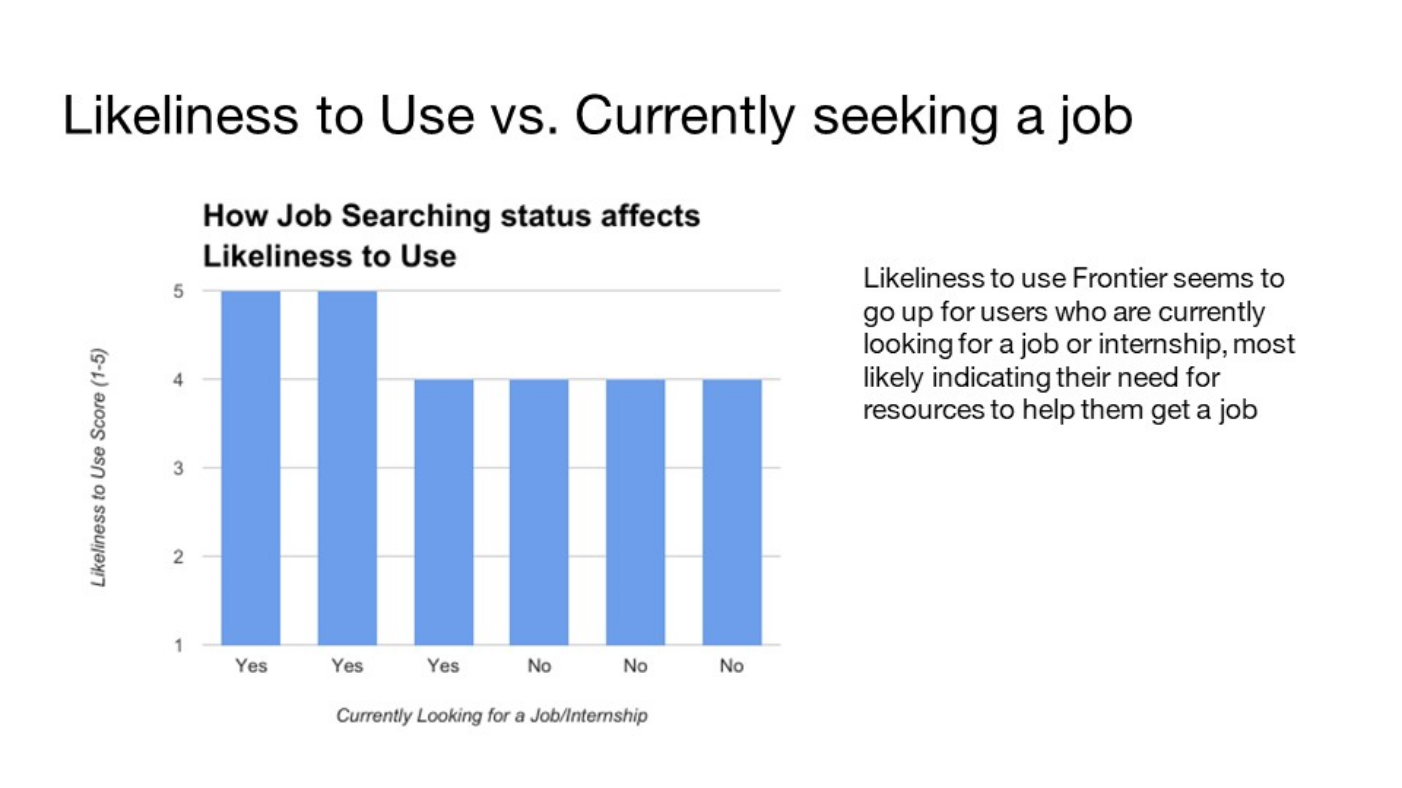 Likeliness to Use vs. Currently seeking a job
How Job Searching status affects
Likeliness to Use
5
4
3
2
1
Likeliness to Use Score (1-5)
Yes Yes Yes No No No
Currently Looking for a Job/Internship
Likeliness to use Frontier seems to
go up for users who are currently
looking for a job or internship, most
likely indicating their need for
resources to help them get a job